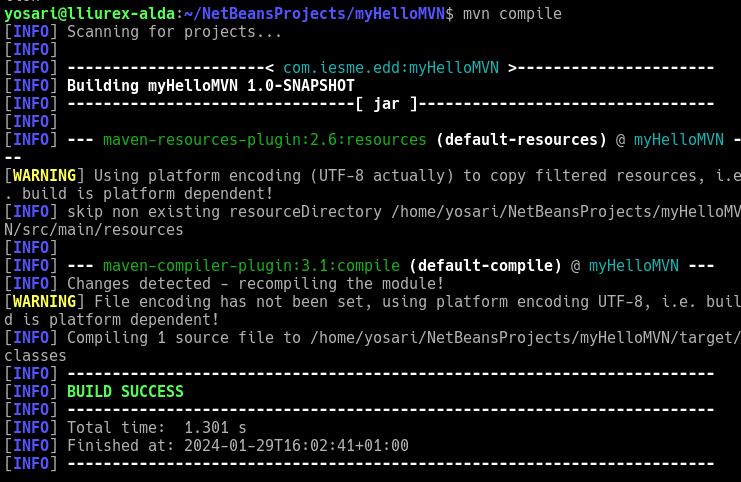 yosari@lliurex-alda:~/NetBeansProjects/myHelloMVN$ mvn compile
[INFO] Scanning for projects...
[INFO]
[INFO] ----------------------< com.iesme.edd:myHelloMVN >----------------------
[INFO] Building myHelloMVN 1.0-SNAPSHOT
[INFO] --------------------------------[ jar ]---------------------------------
[INFO]
[INFO] --- maven-resources-plugin:2.6:resources (default-resources) @ myHelloMVN -
--
[WARNING] Using platform encoding (UTF-8 actually) to copy filtered resources, i.e
. build is platform dependent!
[INFO] skip non existing resourceDirectory /home/yosari/NetBeansProjects/myHelloMV
N/src/main/resources
[INFO]
[INFO] --- maven-compiler-plugin:3.1:compile (default-compile) @ myHelloMVN ---
[INFO] Changes detected - recompiling the module!
[WARNING] File encoding has not been set, using platform encoding UTF-8, i.e. buil
d is platform dependent!
[INFO] Compiling 1 source file to /home/yosari/NetBeansProjects/myHelloMVN/target/
classes
[INFO] ------------------------------------------------------------------------
[INFO] BUILD SUCCESS
[INFO] ------------------------------------------------------------------------
[INFO] Total time:  1.301 s
[INFO] Finished at: 2024-01-29T16:02:41+01:00
[INFO] ------------------------------------------------------------------------